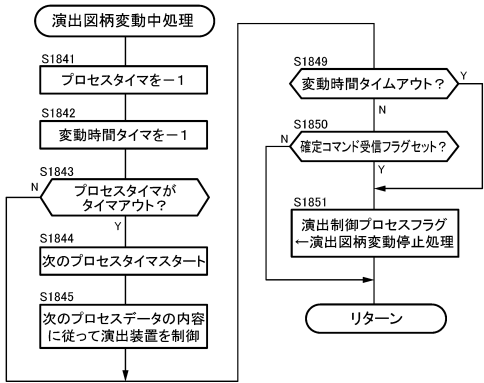 演出図柄変動中処理
S1841
プロセスタイマを－1
S1842
変動時間タイマを－1
S1843
プロセスタイマが
タイマアウト？
N
Y
S1844
次のプロセスタイマスタート
S1845
次のプロセスデータの内容
に従って演出装置を制御
S1849
変動時間タイムアウト？
Y
N
S1850
確定コマンド受信フラグセット？
N
Y
S1851
演出制御プロセスフラグ
←演出図柄変動停止処理
リターン